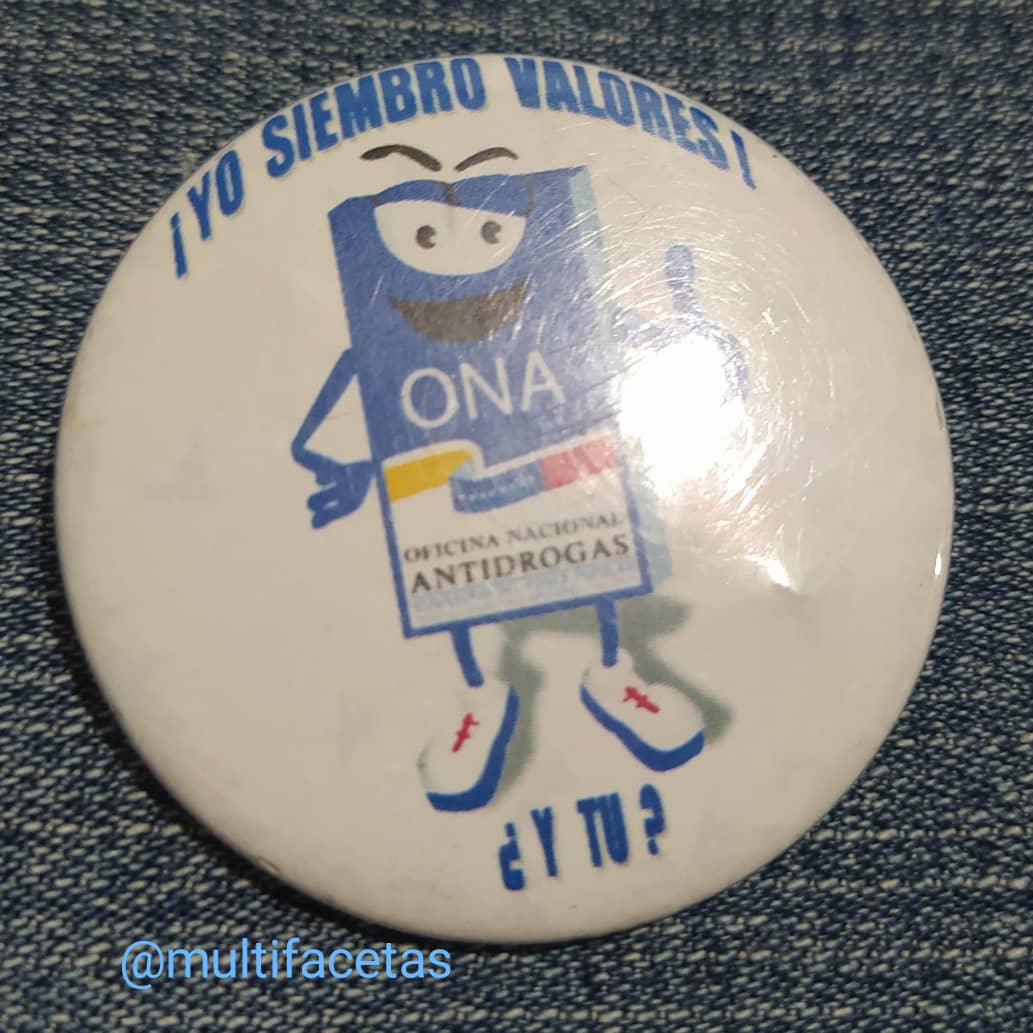 ¡YO SIEMBRO VALORES!
ONA
OFICINA NACIONAL
ANTIDROGAS
¿Y TU?
@multifacetas